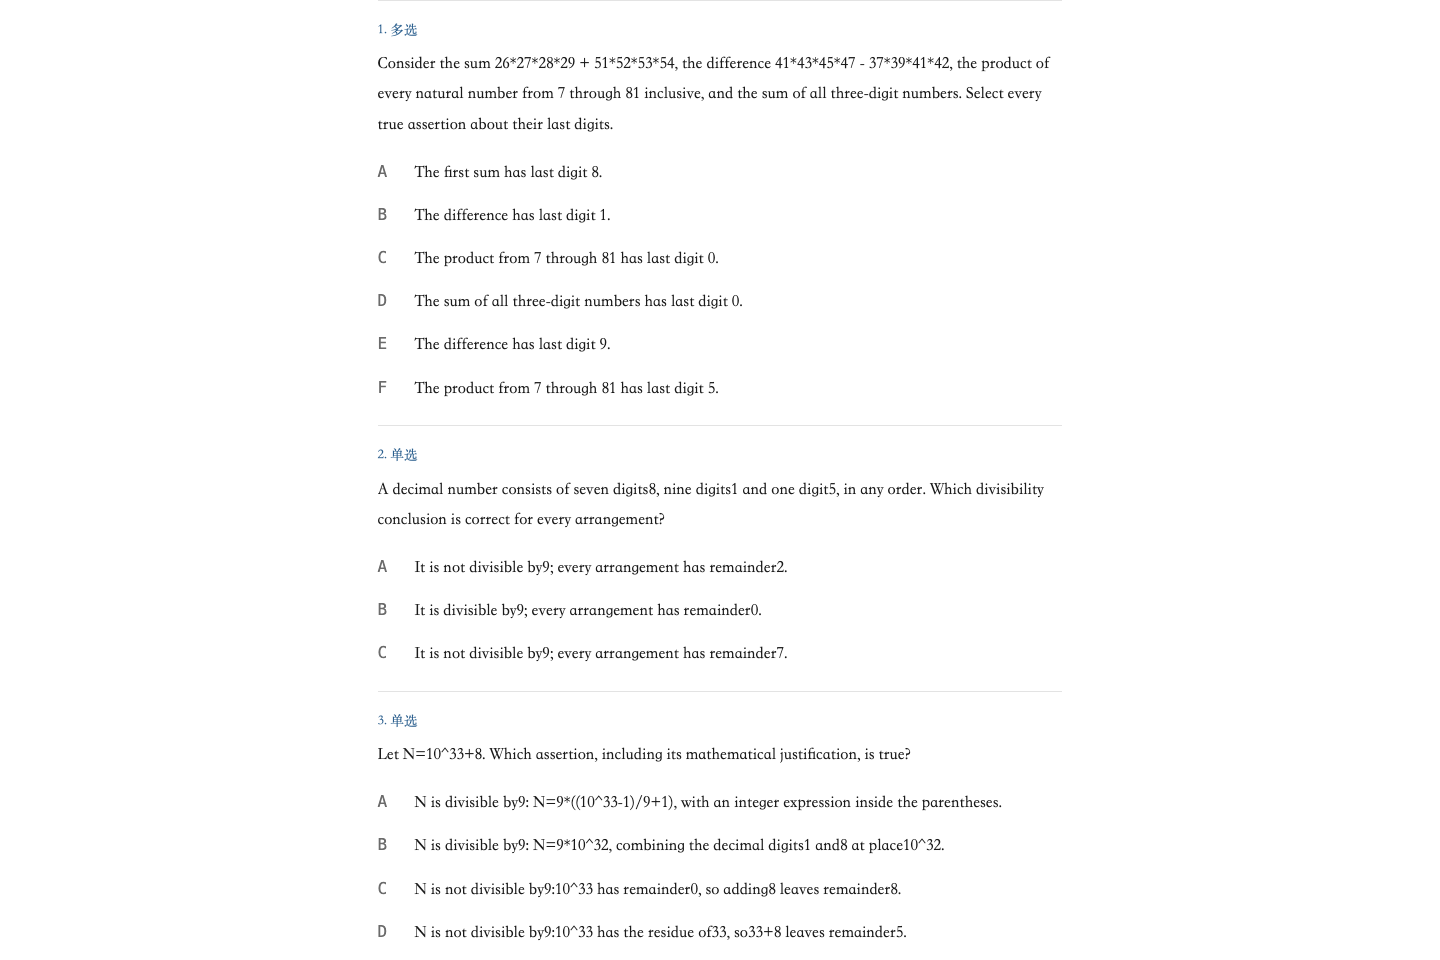 1. 多选
Consider the sum 26*27*28*29 + 51*52*53*54, the difference 41*43*45*47 - 37*39*41*42, the product of
every natural number from 7 through 81 inclusive, and the sum of all three-digit numbers. Select every
true assertion about their last digits.
A The first sum has last digit 8.
B The difference has last digit 1.
C The product from 7 through 81 has last digit 0.
D The sum of all three-digit numbers has last digit 0.
E The difference has last digit 9.
F The product from 7 through 81 has last digit 5.
2. 单选
A decimal number consists of seven digits8, nine digits1 and one digit5, in any order. Which divisibility
conclusion is correct for every arrangement?
A It is not divisible by9; every arrangement has remainder2.
B It is divisible by9; every arrangement has remainder0.
C It is not divisible by9; every arrangement has remainder7.
3. 单选
Let N=10^33+8. Which assertion, including its mathematical justification, is true?
A N is divisible by9: N=9*((10^33-1)/9+1), with an integer expression inside the parentheses.
B N is divisible by9: N=9*10^32, combining the decimal digits1 and8 at place10^32.
C N is not divisible by9:10^33 has remainder0, so adding8 leaves remainder8.
D N is not divisible by9:10^33 has the residue of33, so33+8 leaves remainder5.